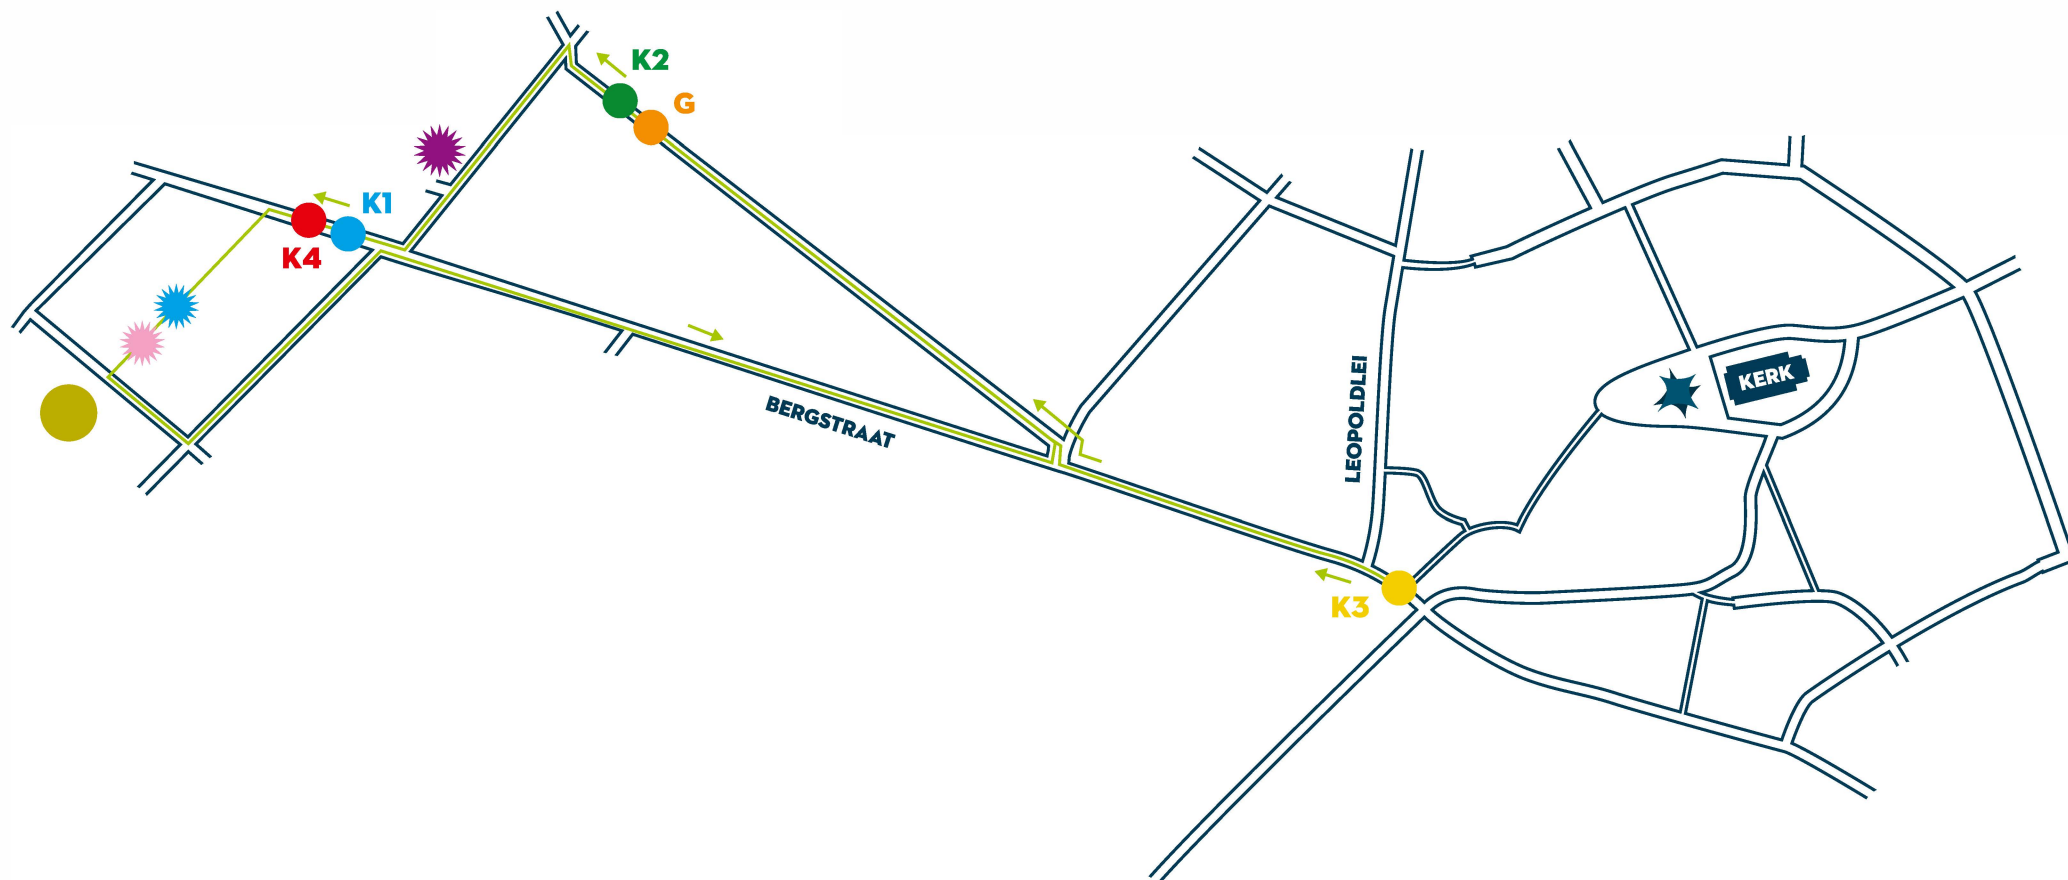 K2
G
K1
K4
BERGSTRAAT
LEOPOLDLEI
KERK
K3